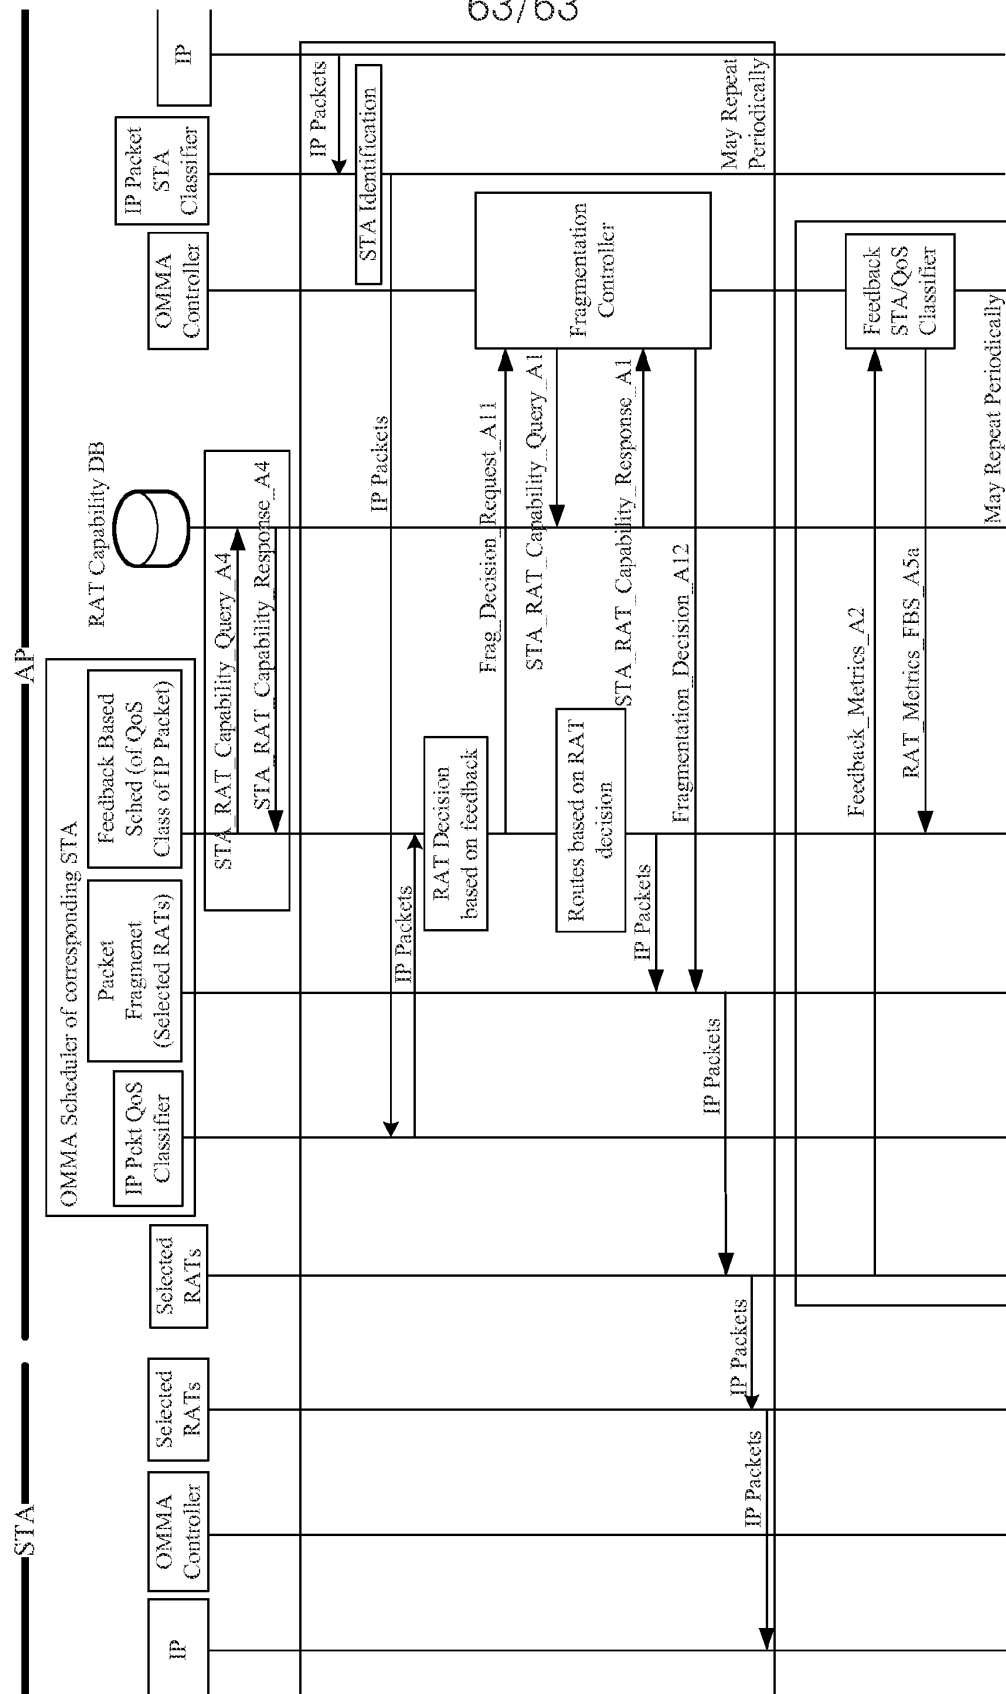 63/63
STA
AP
IP
OMMA
Controller
Selected
RATs
Selected
RATs
OMMA Scheduler of corresponding STA
IP Pckt QoS
Classifier
Packet
Fragmenet
(Selected RATs)
Feedback Based
Sched (of QoS
Class of IP Packet)
RAT Capability DB
OMMA
Controller
IP Packet
STA
Classifier
IP
STA_RAT_Capability_Query_A4
STA_RAT_Capability_Response_A4
IP Packets
STA Identification
IP Packets
IP Packets
RAT Decision
based on feedback
Frag_Decision_Request_A11
Fragmentation
Controller
STA_RAT_Capability_Query_A1
Routes based on RAT
decision
STA_RAT_Capability_Response_A1
IP Packets
Fragmentation_Decision_A12
IP Packets
IP Packets
IP Packets
May Repeat
Periodically
Feedback_Metrics_A2
Feedback
STA/QoS
Classifier
RAT_Metrics_FBS_A5a
May Repeat Periodically